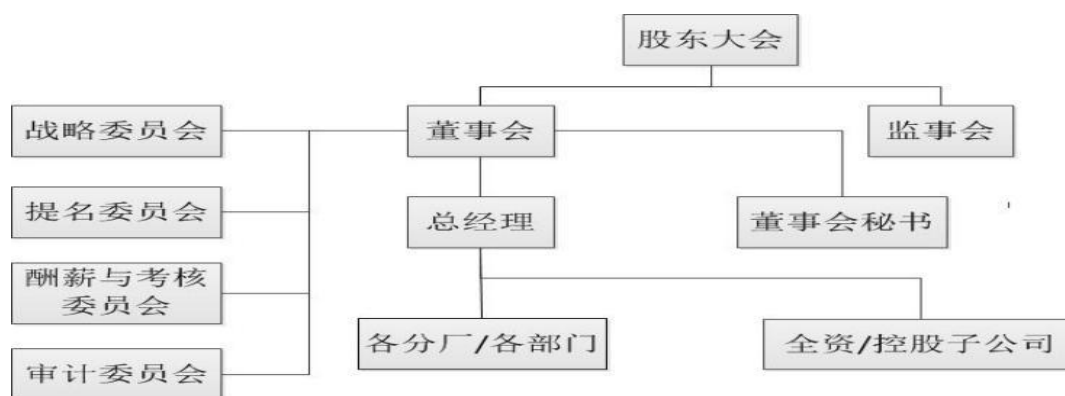 股东大会
战略委员会
董事会
监事会
提名委员会
总经理
董事会秘书
酬薪与考核
委员会
各分厂/各部门
全资/控股子公司
审计委员会